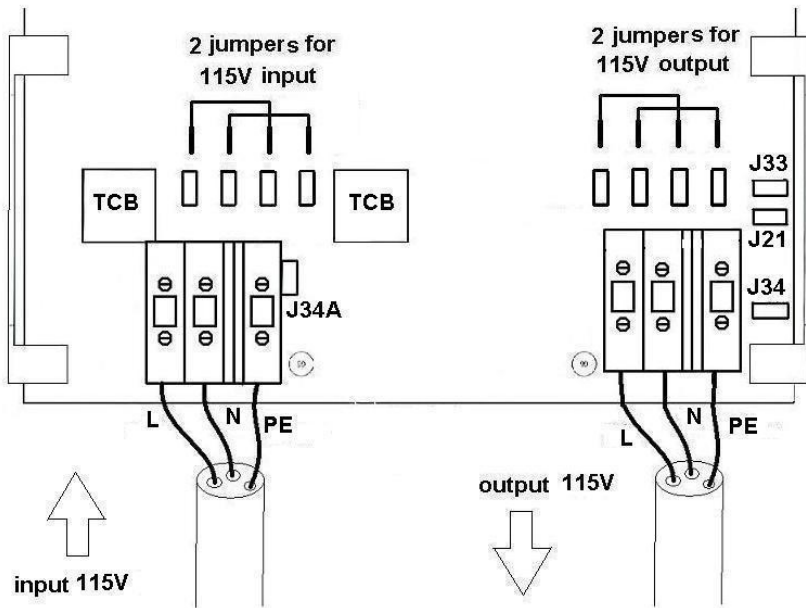 2 jumpers for
115V input
2 jumpers for
115V output
TCB
TCB
J33
J21
J34A
J34
L
N
PE
L
N
PE
input 115V
output 115V